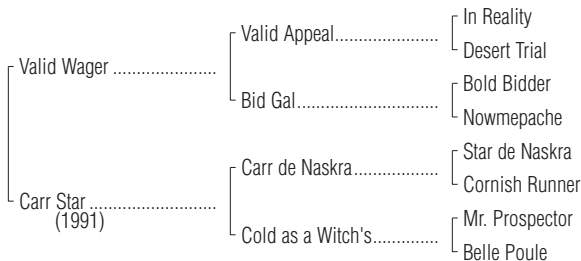 In Reality
Valid Appeal....................
Desert Trial
Valid Wager ......................
Bold Bidder
Bid Gal...........................
Nowmepache
Star de Naskra
Carr de Naskra.................
Cornish Runner
Carr Star .........................
(1991)
Mr. Prospector
Cold as a Witch's.............
Belle Poule